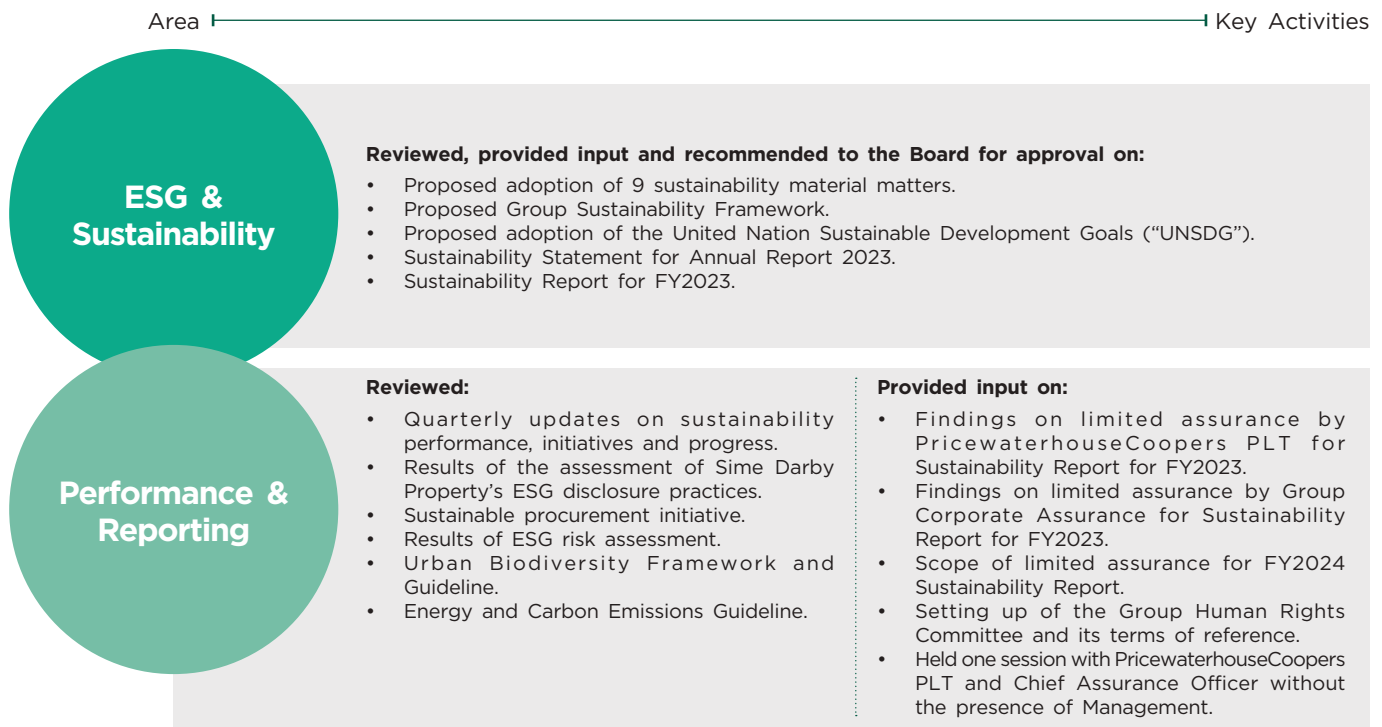 Area
Key Activities
ESG &
Sustainability
Reviewed, provided input and recommended to the Board for approval on:
• Proposed adoption of 9 sustainability material matters.
• Proposed Group Sustainability Framework.
• Proposed adoption of the United Nation Sustainable Development Goals (“UNSDG”).
• Sustainability Statement for Annual Report 2023.
• Sustainability Report for FY2023.
Performance &
Reporting
Reviewed:
• Quarterly updates on sustainability
performance, initiatives and progress.
• Results of the assessment of Sime Darby
Property’s ESG disclosure practices.
• Sustainable procurement initiative.
• Results of ESG risk assessment.
• Urban Biodiversity Framework and
Guideline.
• Energy and Carbon Emissions Guideline.
Provided input on:
• Findings on limited assurance by
PricewaterhouseCoopers PLT for
Sustainability Report for FY2023.
• Findings on limited assurance by Group
Corporate Assurance for Sustainability
Report for FY2023.
• Scope of limited assurance for FY2024
Sustainability Report.
• Setting up of the Group Human Rights
Committee and its terms of reference.
• Held one session with PricewaterhouseCoopers
PLT and Chief Assurance Officer without
the presence of Management.